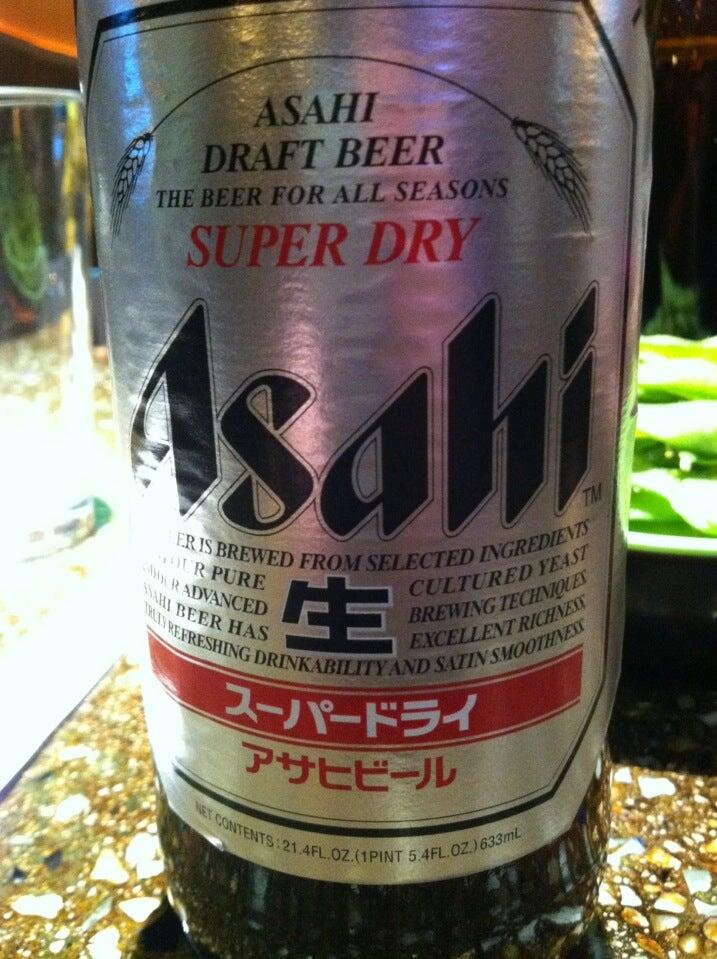 ASAHI
DRAFT BEER
THE BEER FOR ALL SEASONS
SUPER DRY
Asahi
TM
IS BREWED FROM SELECTED INGREDIENTS
OUR PURE CULTURED YEAST
OUR ADVANCED BREWING TECHNIQUES.
ASAHI BEER HAS EXCELLENT RICHNESS,
生
TRULY REFRESHING DRINKABILITY AND SATIN SMOOTHNESS.
スーパードライ
アサヒビール
NET CONTENTS: 21.4FL.OZ.(1PINT 5.4FL.OZ.) 633mL